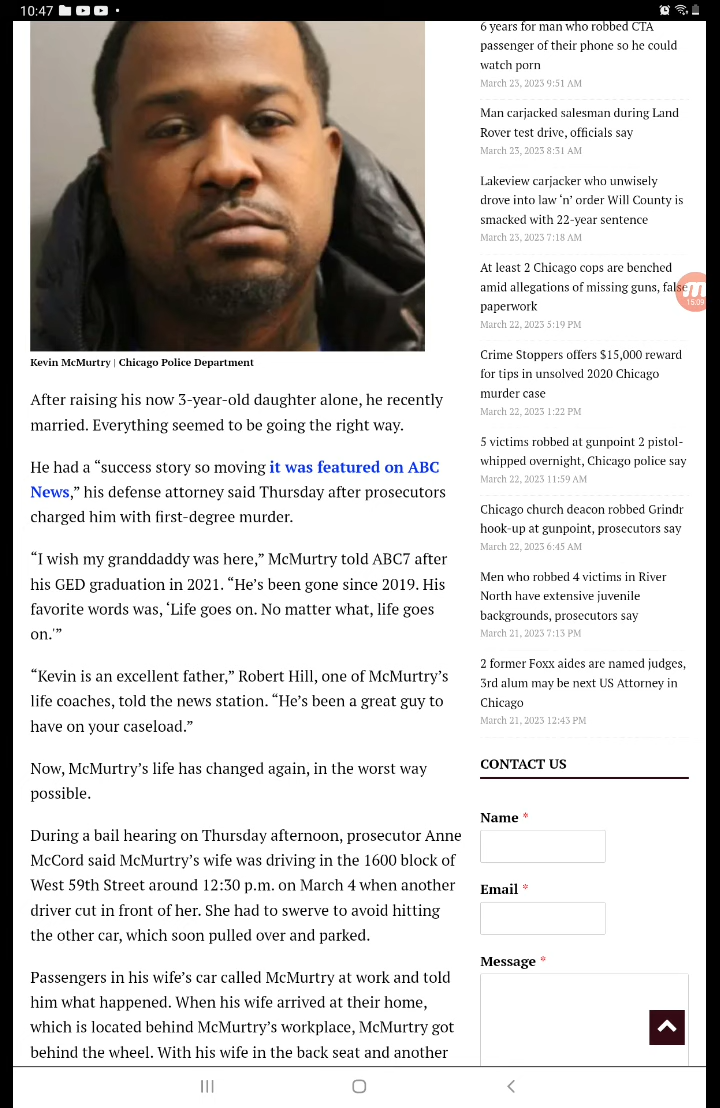 10:47
Kevin McMurtry | Chicago Police Department
After raising his now 3-year-old daughter alone, he recently
married. Everything seemed to be going the right way.
He had a “success story so moving it was featured on ABC
News,” his defense attorney said Thursday after prosecutors
charged him with first-degree murder.
“I wish my granddaddy was here,” McMurtry told ABC7 after
his GED graduation in 2021. “He’s been gone since 2019. His
favorite words was, ‘Life goes on. No matter what, life goes
on.'”
“Kevin is an excellent father,” Robert Hill, one of McMurtry’s
life coaches, told the news station. “He’s been a great guy to
have on your caseload.”
Now, McMurtry’s life has changed again, in the worst way
possible.
During a bail hearing on Thursday afternoon, prosecutor Anne
McCord said McMurtry’s wife was driving in the 1600 block of
West 59th Street around 12:30 p.m. on March 4 when another
driver cut in front of her. She had to swerve to avoid hitting
the other car, which soon pulled over and parked.
Passengers in his wife’s car called McMurtry at work and told
him what happened. When his wife arrived at their home,
which is located behind McMurtry’s workplace, McMurtry got
behind the wheel. With his wife in the back seat and another
6 years for man who robbed CTA
passenger of their phone so he could
watch porn
March 23, 2023 9:51 AM
Man carjacked salesman during Land
Rover test drive, officials say
March 23, 2023 8:31 AM
Lakeview carjacker who unwisely
drove into law ‘n’ order Will County is
smacked with 22-year sentence
March 23, 2023 7:18 AM
At least 2 Chicago cops are benched
amid allegations of missing guns, false
paperwork
March 22, 2023 5:19 PM
15:09
Crime Stoppers offers $15,000 reward
for tips in unsolved 2020 Chicago
murder case
March 22, 2023 1:22 PM
5 victims robbed at gunpoint 2 pistol-
whipped overnight, Chicago police say
March 22, 2023 11:59 AM
Chicago church deacon robbed Grindr
hook-up at gunpoint, prosecutors say
March 22, 2023 6:45 AM
Men who robbed 4 victims in River
North have extensive juvenile
backgrounds, prosecutors say
March 21, 2023 7:13 PM
2 former Foxx aides are named judges,
3rd alum may be next US Attorney in
Chicago
March 21, 2023 12:43 PM
CONTACT US
Name *
Email *
Message *